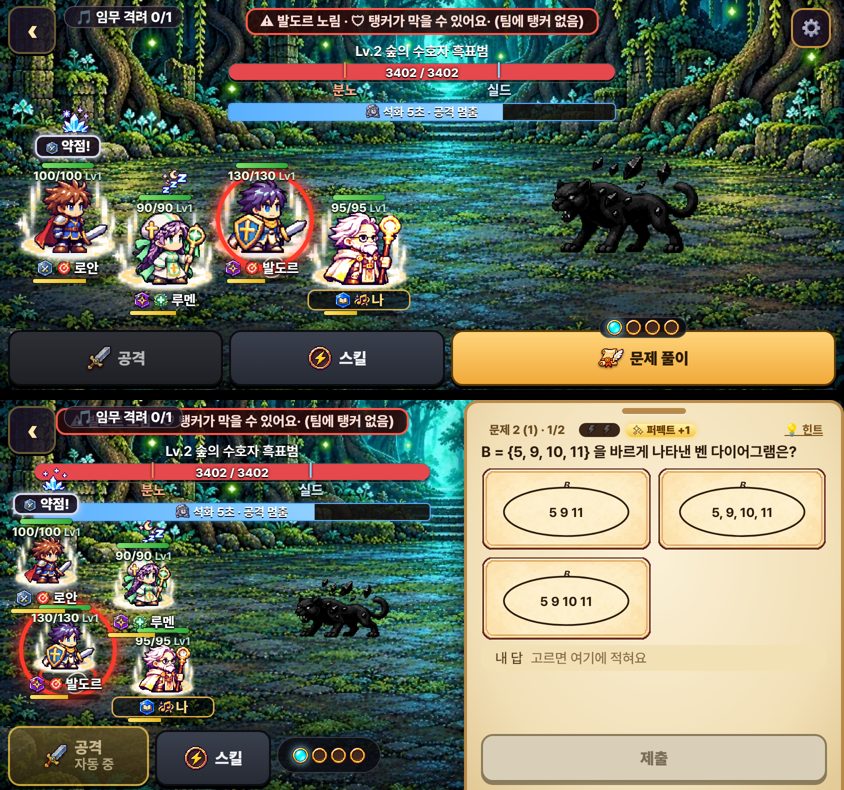 임무 격려 0/1
발도르 노림 · 탱커가 막을 수 있어요· (팀에 탱커 없음)
Lv.2 숲의 수호자 흑표범
3402 / 3402
분노
실드
석화 5초 · 공격 멈춤
약점!
100/100 Lv1
90/90 Lv1
130/130 Lv1
95/95 Lv1
로안
루멘
발도르
나
공격
스킬
문제 풀이
임무 격려 0/1
탱커가 막을 수 있어요· (팀에 탱커 없음)
Lv.2 숲의 수호자 흑표범
3402 / 3402
분노
실드
석화 5초 · 공격 멈춤
약점!
100/100 Lv1
90/90 Lv1
로안
루멘
130/130 Lv1
95/95 Lv1
발도르
나
공격
자동 중
스킬
문제 2 (1) · 1/2
퍼펙트 +1
힌트
B = {5, 9, 10, 11} 을 바르게 나타낸 벤 다이어그램은?
B
5 9 11
B
5, 9, 10, 11
B
5 9 10 11
내 답 고르면 여기에 적혀요
제출